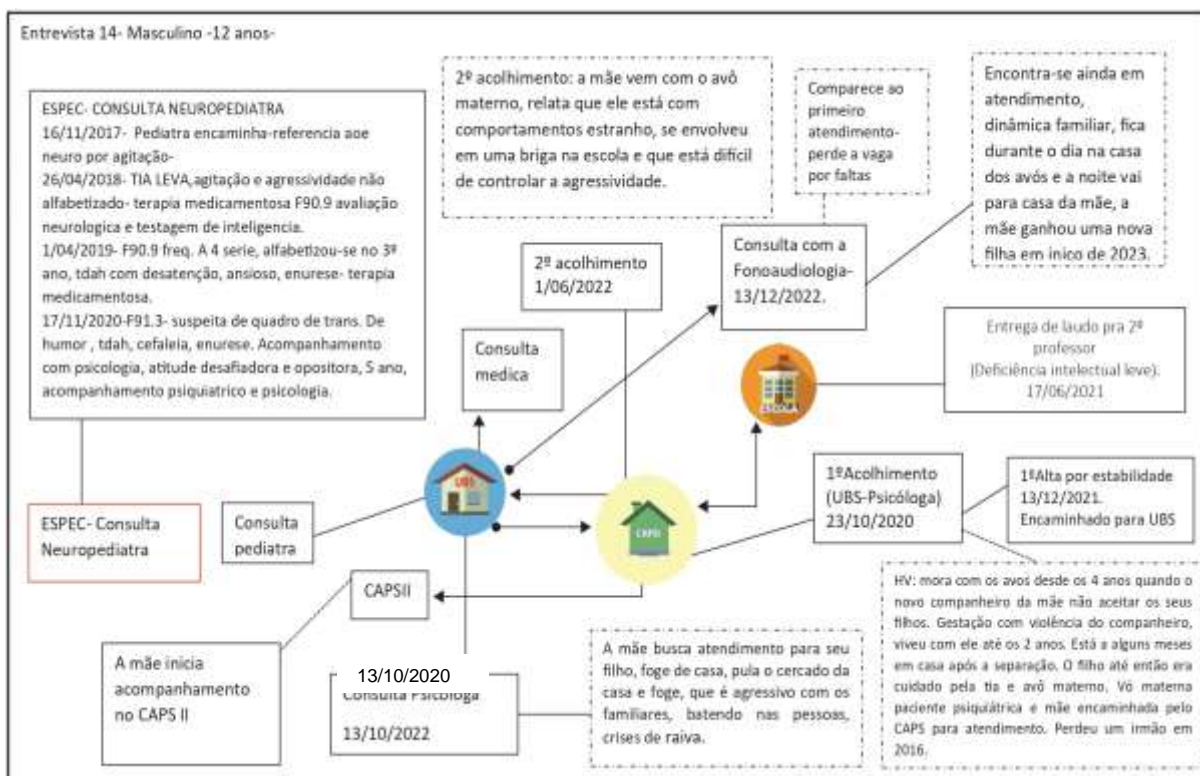 Entrevista 14- Masculino -12 anos-
ESPEC- CONSULTA NEUROPEDIATRA
16/11/2017- Pediatra encaminha-referencia aoe
neuro por agitação-
26/04/2018- TIA LEVA,agitação e agressividade não
alfabetizado- terapia medicamentosa F90.9 avaliação
neurologica e testagem de inteligencia.
1/04/2019- F90.9 freq. A 4 serie, alfabetizou-se no 3º
ano, tdah com desatenção, ansioso, enurese- terapia
medicamentosa.
17/11/2020-F91.3- suspeita de quadro de trans. De
humor , tdah, cefaleia, enurese. Acompanhamento
com psicologia, atitude desafiadora e opositora, 5 ano,
acompanhamento psiquiatrico e psicologia.
2º acolhimento: a mãe vem com o avô
materno, relata que ele está com
comportamentos estranho, se envolveu
em uma briga na escola e que está difícil
de controlar a agressividade.
Comparece ao
primeiro
atendimento-
perde a vaga
por faltas
Encontra-se ainda em
atendimento,
dinâmica familiar, fica
durante o dia na casa
dos avós e a noite vai
para casa da mãe, a
mãe ganhou uma nova
filha em inico de 2023.
2º acolhimento
1/06/2022
Consulta com a
Fonoaudiologia-
13/12/2022.
Consulta
medica
Entrega de laudo pra 2º
professor
(Deficiência intelectual leve).
17/06/2021
UBS
CAPSI
ESPEC- Consulta
Neuropediatra
Consulta
pediatra
1ºAcolhimento
(UBS-Psicóloga)
23/10/2020
1ºAlta por estabilidade
13/12/2021.
Encaminhado para UBS
CAPSII
A mãe inicia
acompanhamento
no CAPS II
13/10/2020
Consulta Psicologa
13/10/2022
A mãe busca atendimento para seu
filho, foge de casa, pula o cercado da
casa e foge, que é agressivo com os
familiares, batendo nas pessoas,
crises de raiva.
HV: mora com os avos desde os 4 anos quando o
novo companheiro da mãe não aceitar os seus
filhos. Gestação com violência do companheiro,
viveu com ele até os 2 anos. Está a alguns meses
em casa após a separação. O filho até então era
cuidado pela tia e avô materno, Vó materna
paciente psiquiátrica e mãe encaminhada pelo
CAPS para atendimento. Perdeu um irmão em
2016.